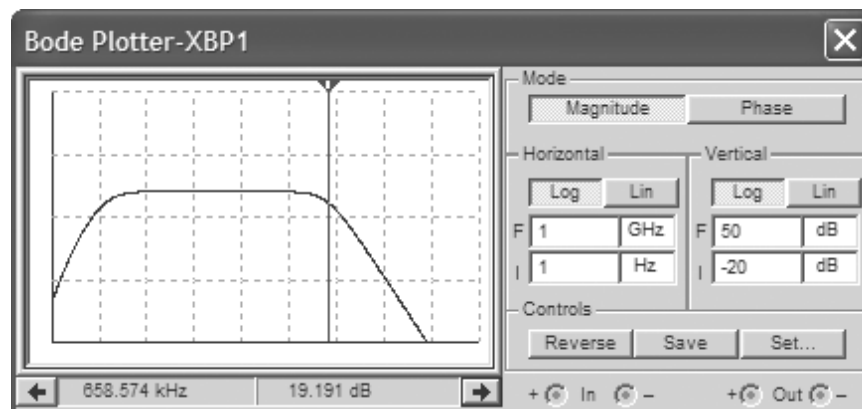 Bode Plotter-XBP1
Mode
Magnitude Phase
Horizontal Vertical
Log Lin Log Lin
F 1 GHz F 50 dB
I 1 Hz I -20 dB
Controls
Reverse Save Set...
658.574 kHz 19.191 dB
+ In - + Out -